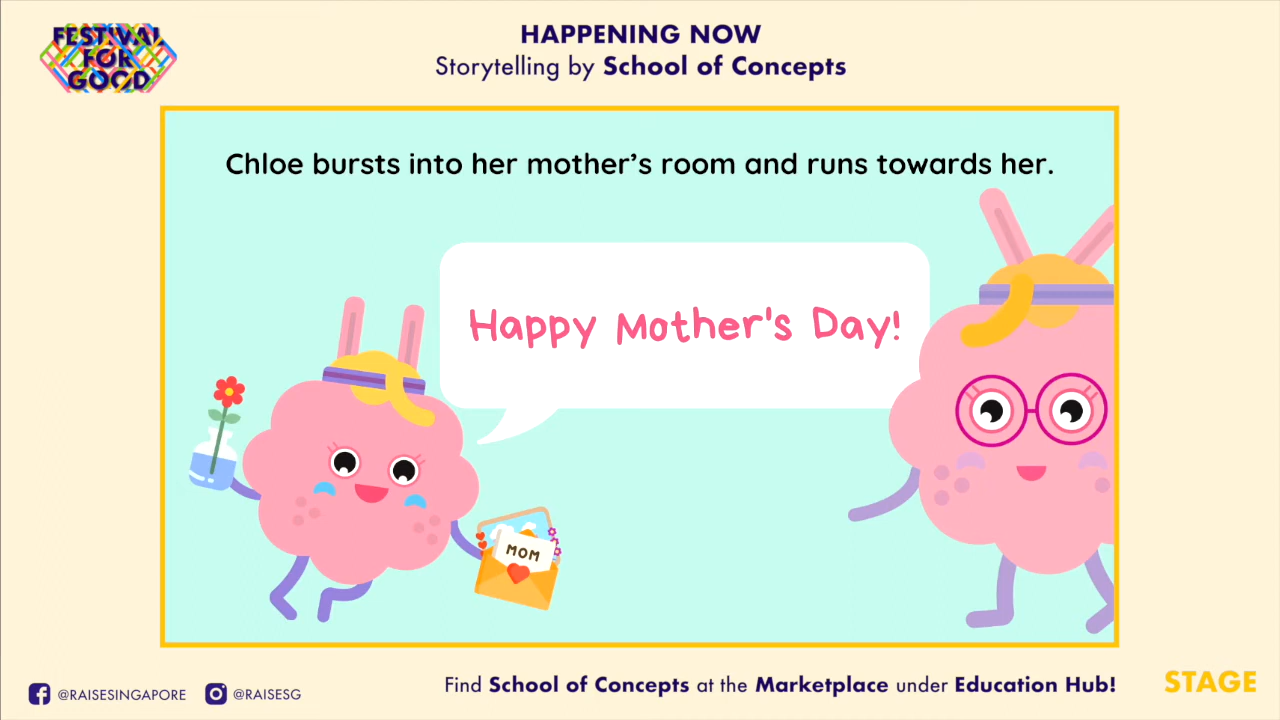 FESTIVAL
FOR
GOOD
HAPPENING NOW
Storytelling by School of Concepts
Chloe bursts into her mother’s room and runs towards her.
Happy Mother's Day!
MOM
@RAISESINGAPORE
@RAISESG
Find School of Concepts at the Marketplace under Education Hub!
STAGE